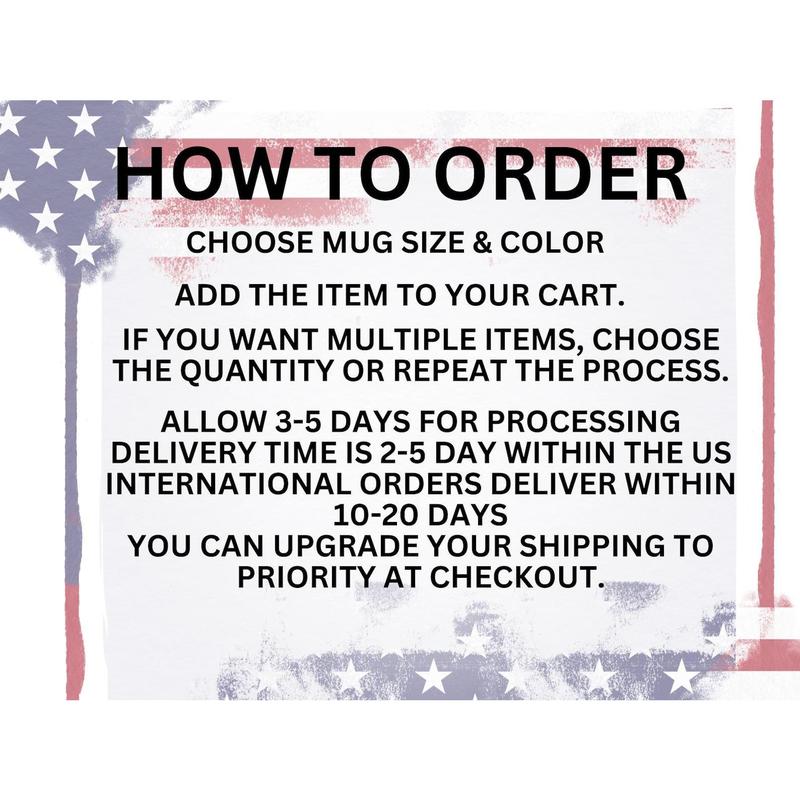 HOW TO ORDER
CHOOSE MUG SIZE & COLOR
ADD THE ITEM TO YOUR CART.
IF YOU WANT MULTIPLE ITEMS, CHOOSE
THE QUANTITY OR REPEAT THE PROCESS.
ALLOW 3-5 DAYS FOR PROCESSING
DELIVERY TIME IS 2-5 DAY WITHIN THE US
INTERNATIONAL ORDERS DELIVER WITHIN
10-20 DAYS
YOU CAN UPGRADE YOUR SHIPPING TO
PRIORITY AT CHECKOUT.